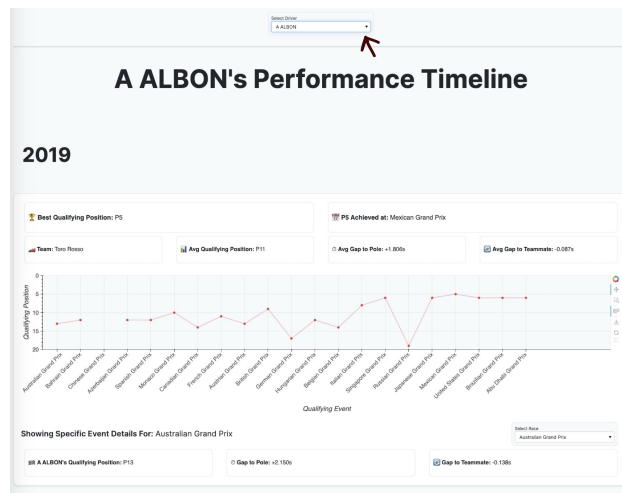 Select Driver
A ALBON
A ALBON's Performance Timeline
2019
Best Qualifying Position: P5
P5 Achieved at: Mexican Grand Prix
Team: Toro Rosso
Avg Qualifying Position: P11
Avg Gap to Pole: +1.806s
Avg Gap to Teammate: -0.087s
Qualifying Position
0
5
10
15
20
Australian Grand Prix
Bahrain Grand Prix
Chinese Grand Prix
Azerbaijan Grand Prix
Spanish Grand Prix
Monaco Grand Prix
Canadian Grand Prix
French Grand Prix
Austrian Grand Prix
British Grand Prix
German Grand Prix
Hungarian Grand Prix
Belgian Grand Prix
Italian Grand Prix
Singapore Grand Prix
Russian Grand Prix
Japanese Grand Prix
Mexican Grand Prix
United States Grand Prix
Brazilian Grand Prix
Abu Dhabi Grand Prix
Qualifying Event
Showing Specific Event Details For: Australian Grand Prix
Select Race
Australian Grand Prix
A ALBON's Qualifying Position: P13
Gap to Pole: +2.150s
Gap to Teammate: -0.138s